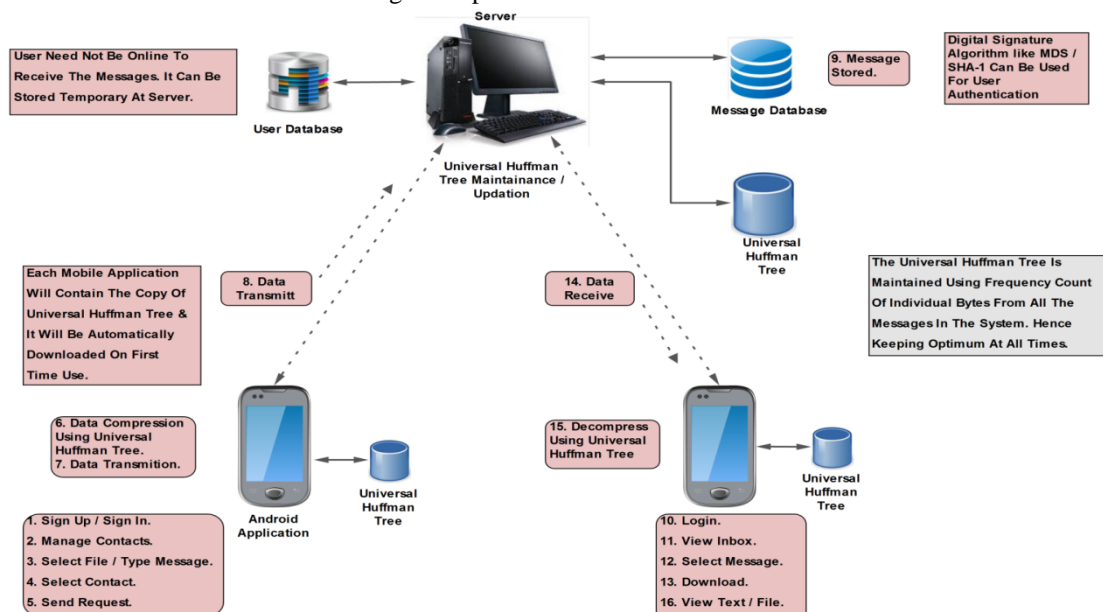 Server
User Need Not Be Online To
Receive The Messages. It Can Be
Stored Temporary At Server.
User Database
9. Message
Stored.
Message Database
Digital Signature
Algorithm like MDS /
SHA-1 Can Be Used
For User
Authentication
Universal Huffman
Tree Maintainance /
Updation
Universal
Huffman
Tree
Each Mobile Application
Will Contain The Copy Of
Universal Huffman Tree &
It Will Be Automatically
Downloaded On First
Time Use.
8. Data
Transmitt
14. Data
Receive
The Universal Huffman Tree Is
Maintained Using Frequency Count
Of Individual Bytes From All The
Messages In The System. Hence
Keeping Optimum At All Times.
6. Data Compression
Using Universal
Huffman Tree.
7. Data Transmition.
Universal
Huffman
Tree
Android
Application
15. Decompress
Using Universal
Huffman Tree
Universal
Huffman
Tree
1. Sign Up / Sign In.
2. Manage Contacts.
3. Select File / Type Message.
4. Select Contact.
5. Send Request.
10. Login.
11. View Inbox.
12. Select Message.
13. Download.
16. View Text / File.